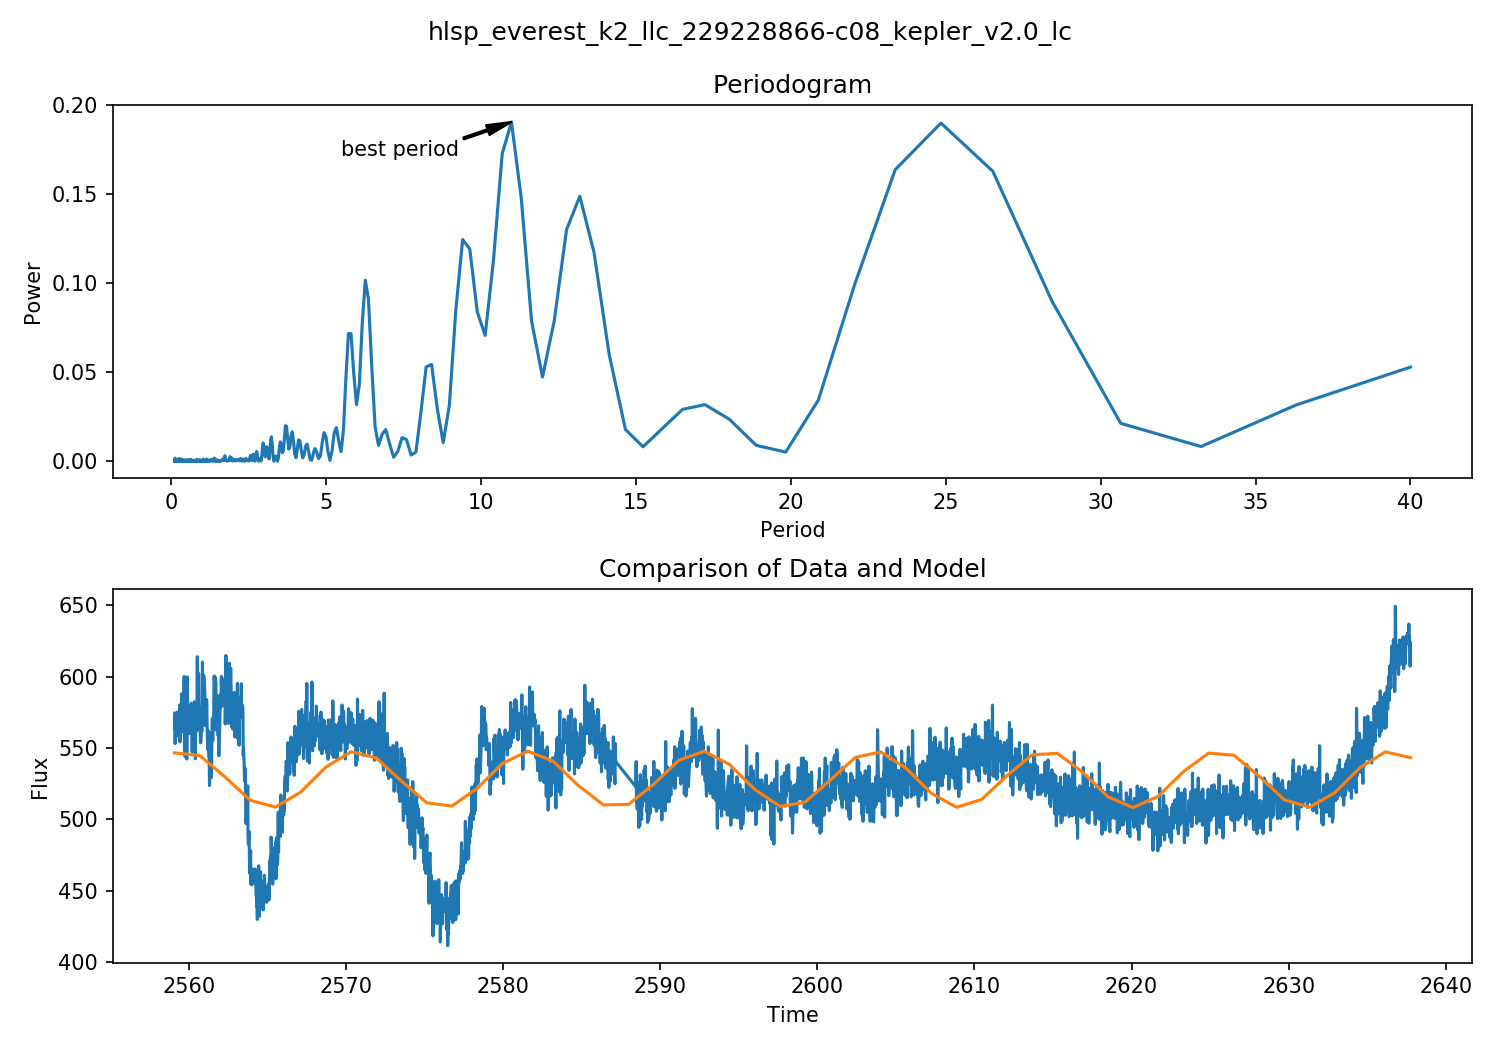 hlsp_everest_k2_llc_229228866-c08_kepler_v2.0_lc
Periodogram
0.20
0.15
0.10
0.05
0.00
Power
best period
0 5 10 15 20 25 30 35 40
Period
Comparison of Data and Model
650
600
550
500
450
400
Flux
2560 2570 2580 2590 2600 2610 2620 2630 2640
Time